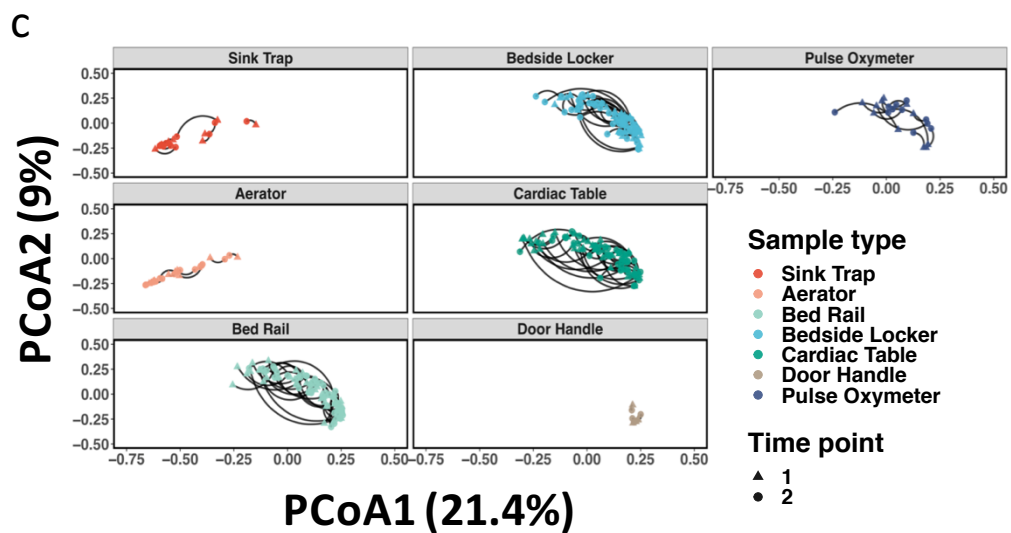 C
Sink Trap
Bedside Locker
Pulse Oxymeter
0.50
0.25
0.00
−0.25
−0.50
−0.75 −0.50 −0.25 0.00 0.25 0.50
Aerator
Cardiac Table
0.50
0.25
0.00
−0.25
−0.50
Bed Rail
Door Handle
0.50
0.25
0.00
−0.25
−0.50
−0.75 −0.50 −0.25 0.00 0.25 0.50
−0.75 −0.50 −0.25 0.00 0.25 0.50
PCoA2 (9%)
PCoA1 (21.4%)
Sample type
Sink Trap
Aerator
Bed Rail
Bedside Locker
Cardiac Table
Door Handle
Pulse Oxymeter
Time point
1
2